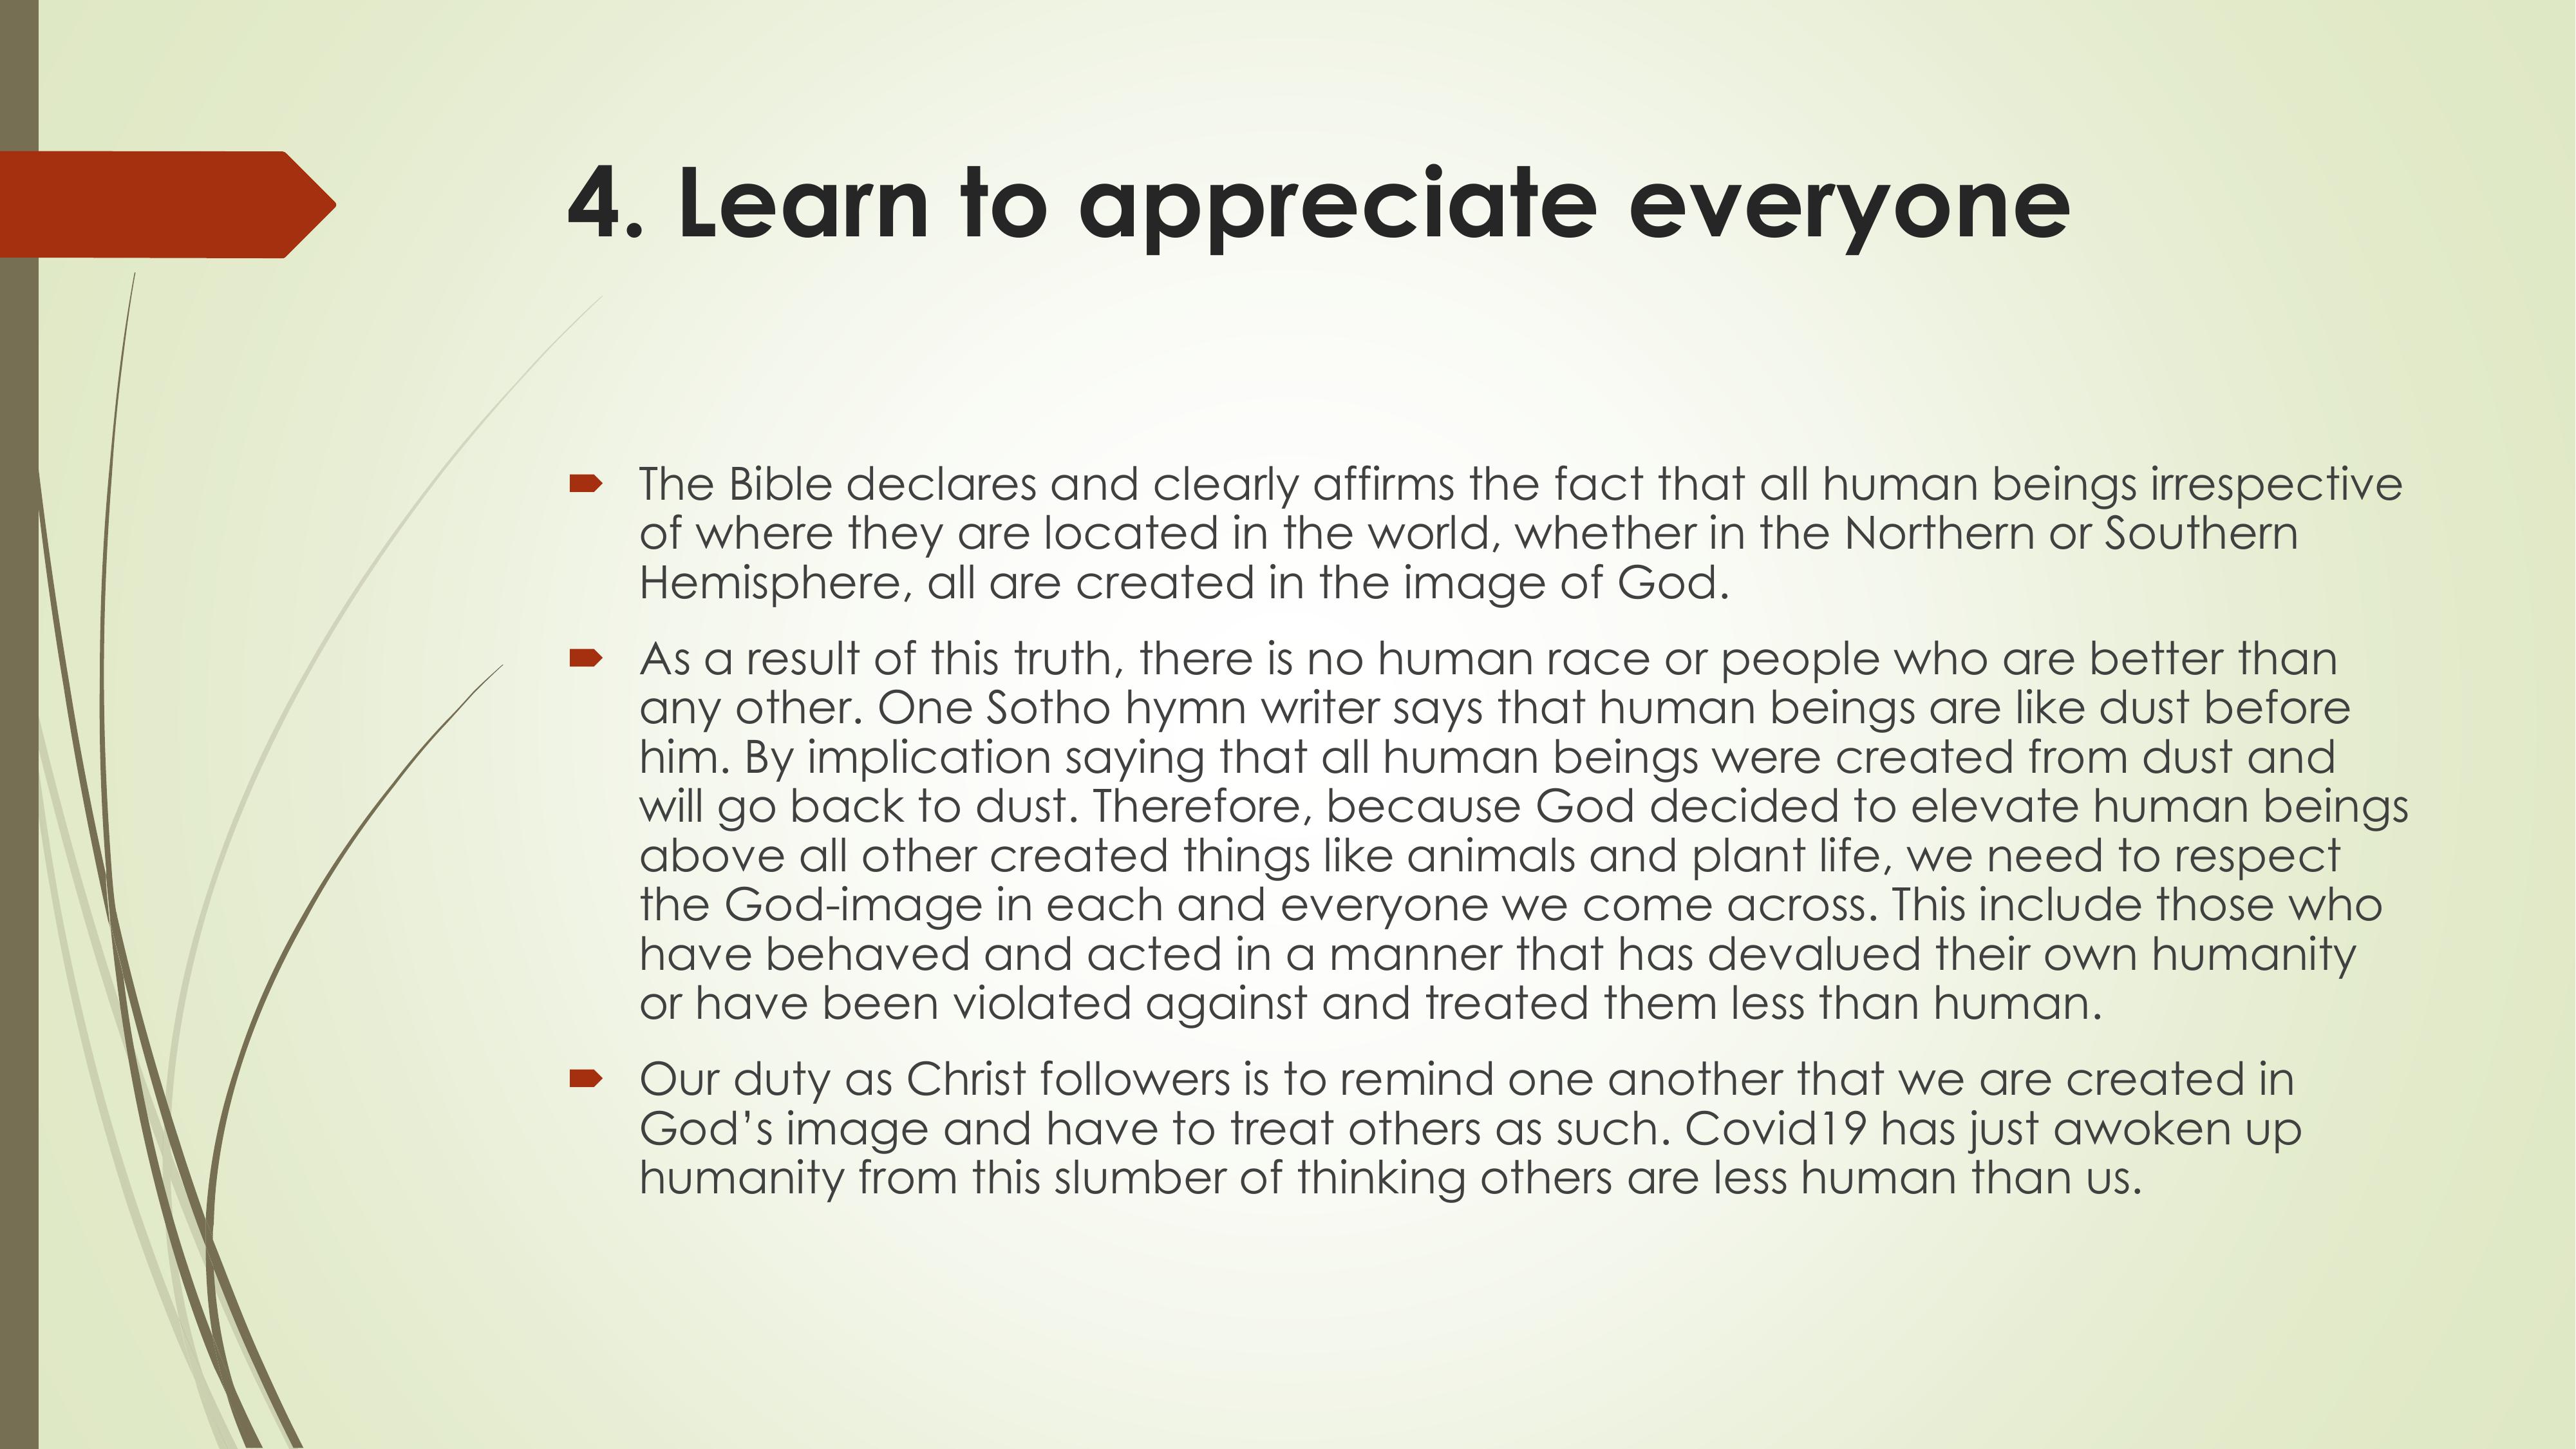 4. Learn to appreciate everyone
The Bible declares and clearly affirms the fact that all human beings irrespective
of where they are located in the world, whether in the Northern or Southern
Hemisphere, all are created in the image of God.
As a result of this truth, there is no human race or people who are better than
any other. One Sotho hymn writer says that human beings are like dust before
him. By implication saying that all human beings were created from dust and
will go back to dust. Therefore, because God decided to elevate human beings
above all other created things like animals and plant life, we need to respect
the God-image in each and everyone we come across. This include those who
have behaved and acted in a manner that has devalued their own humanity
or have been violated against and treated them less than human.
Our duty as Christ followers is to remind one another that we are created in
God’s image and have to treat others as such. Covid19 has just awoken up
humanity from this slumber of thinking others are less human than us.